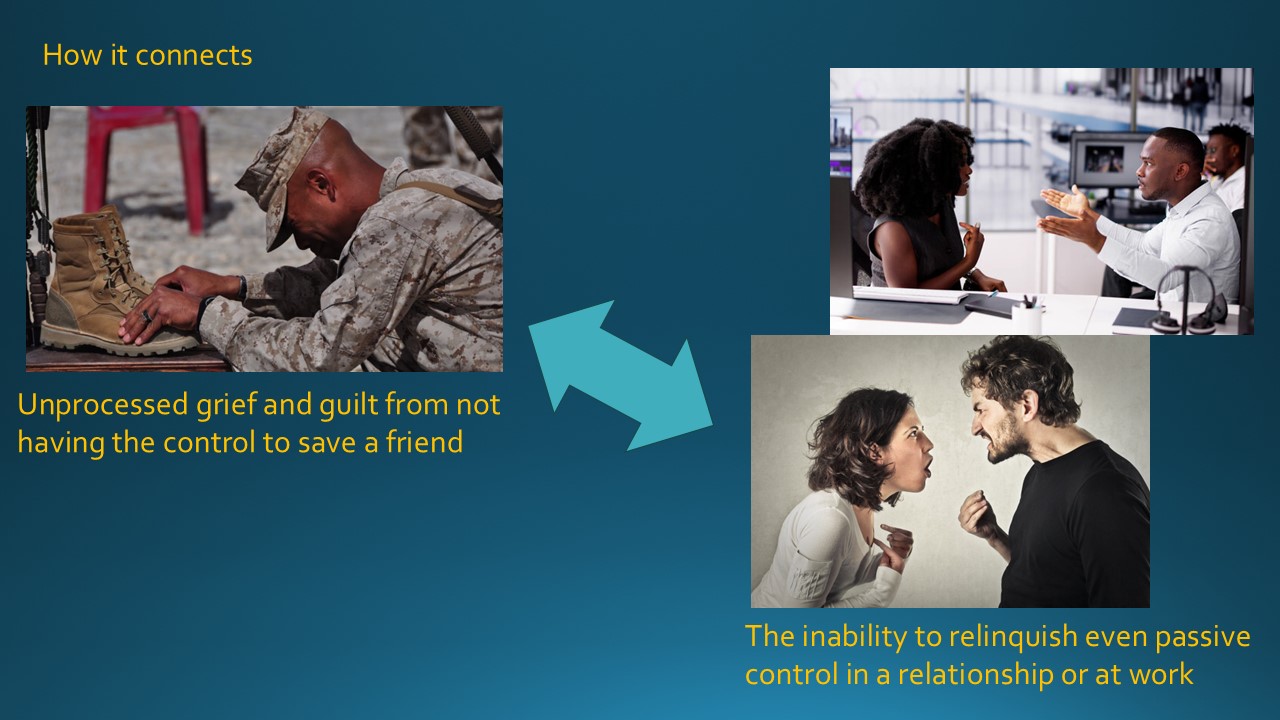 How it connects
Unprocessed grief and guilt from not
having the control to save a friend
The inability to relinquish even passive
control in a relationship or at work